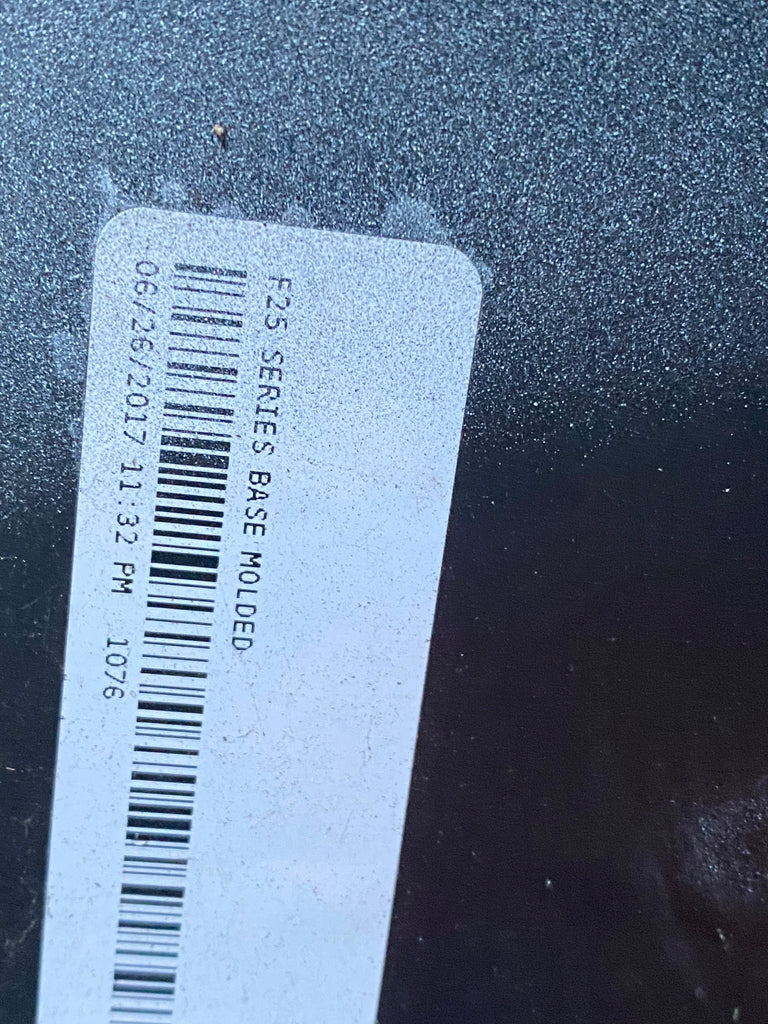 F25 SERIES BASE MOLDED
06/26/2017 11:32 PM 1076